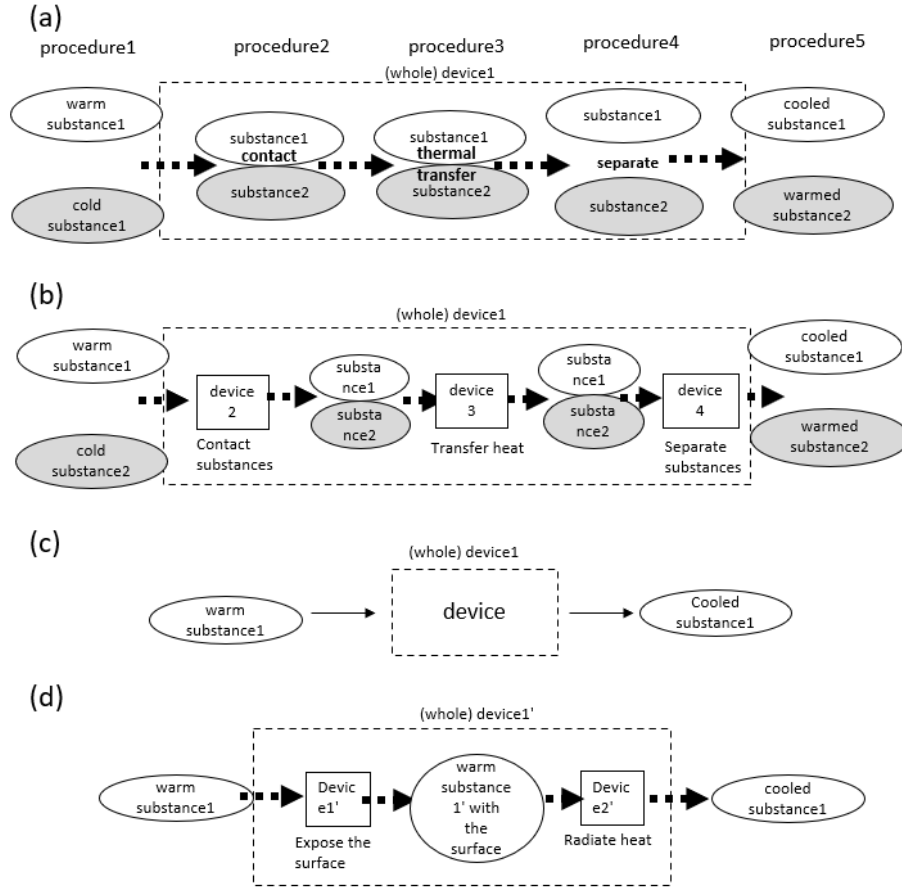 (a)
procedure1 procedure2 procedure3 procedure4 procedure5
(whole) device1
warm
substance1
substance1
contact
substance2
substance1
thermal
transfer
substance2
substance1
separate
substance2
cooled
substance1
cold
substance1
warmed
substance2
(b)
(whole) device1
warm
substance1
cold
substance2
device
2
Contact
substances
substa
nce1
substa
nce2
device
3
Transfer heat
substa
nce1
substa
nce2
device
4
Separate
substances
cooled
substance1
warmed
substance2
(c)
(whole) device1
warm
substance1
device
Cooled
substance1
(d)
(whole) device1'
warm
substance1
Devic
e1'
Expose the
surface
warm
substance
1' with
the
surface
Devic
e2'
Radiate heat
cooled
substance1